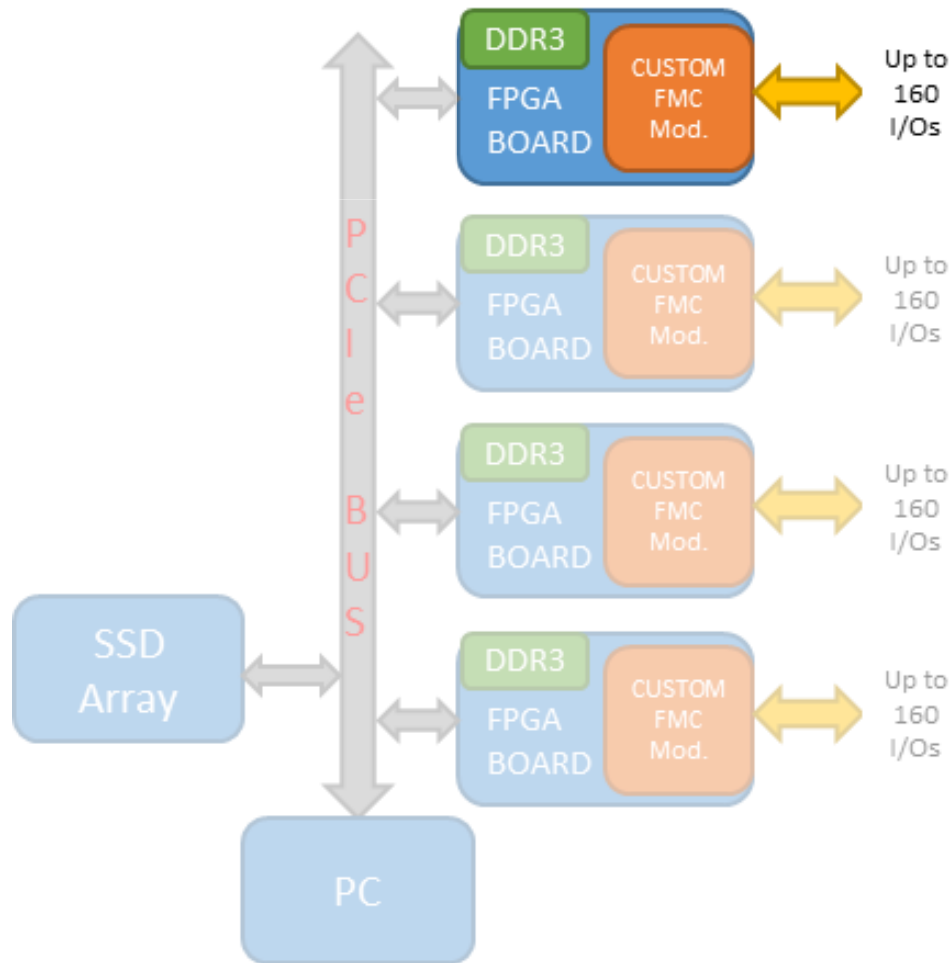 DDR3
FPGA
BOARD
CUSTOM
FMC
Mod.
Up to
160
I/Os
PCIe BUS
DDR3
FPGA
BOARD
CUSTOM
FMC
Mod.
Up to
160
I/Os
DDR3
FPGA
BOARD
CUSTOM
FMC
Mod.
Up to
160
I/Os
SSD
Array
DDR3
FPGA
BOARD
CUSTOM
FMC
Mod.
Up to
160
I/Os
PC